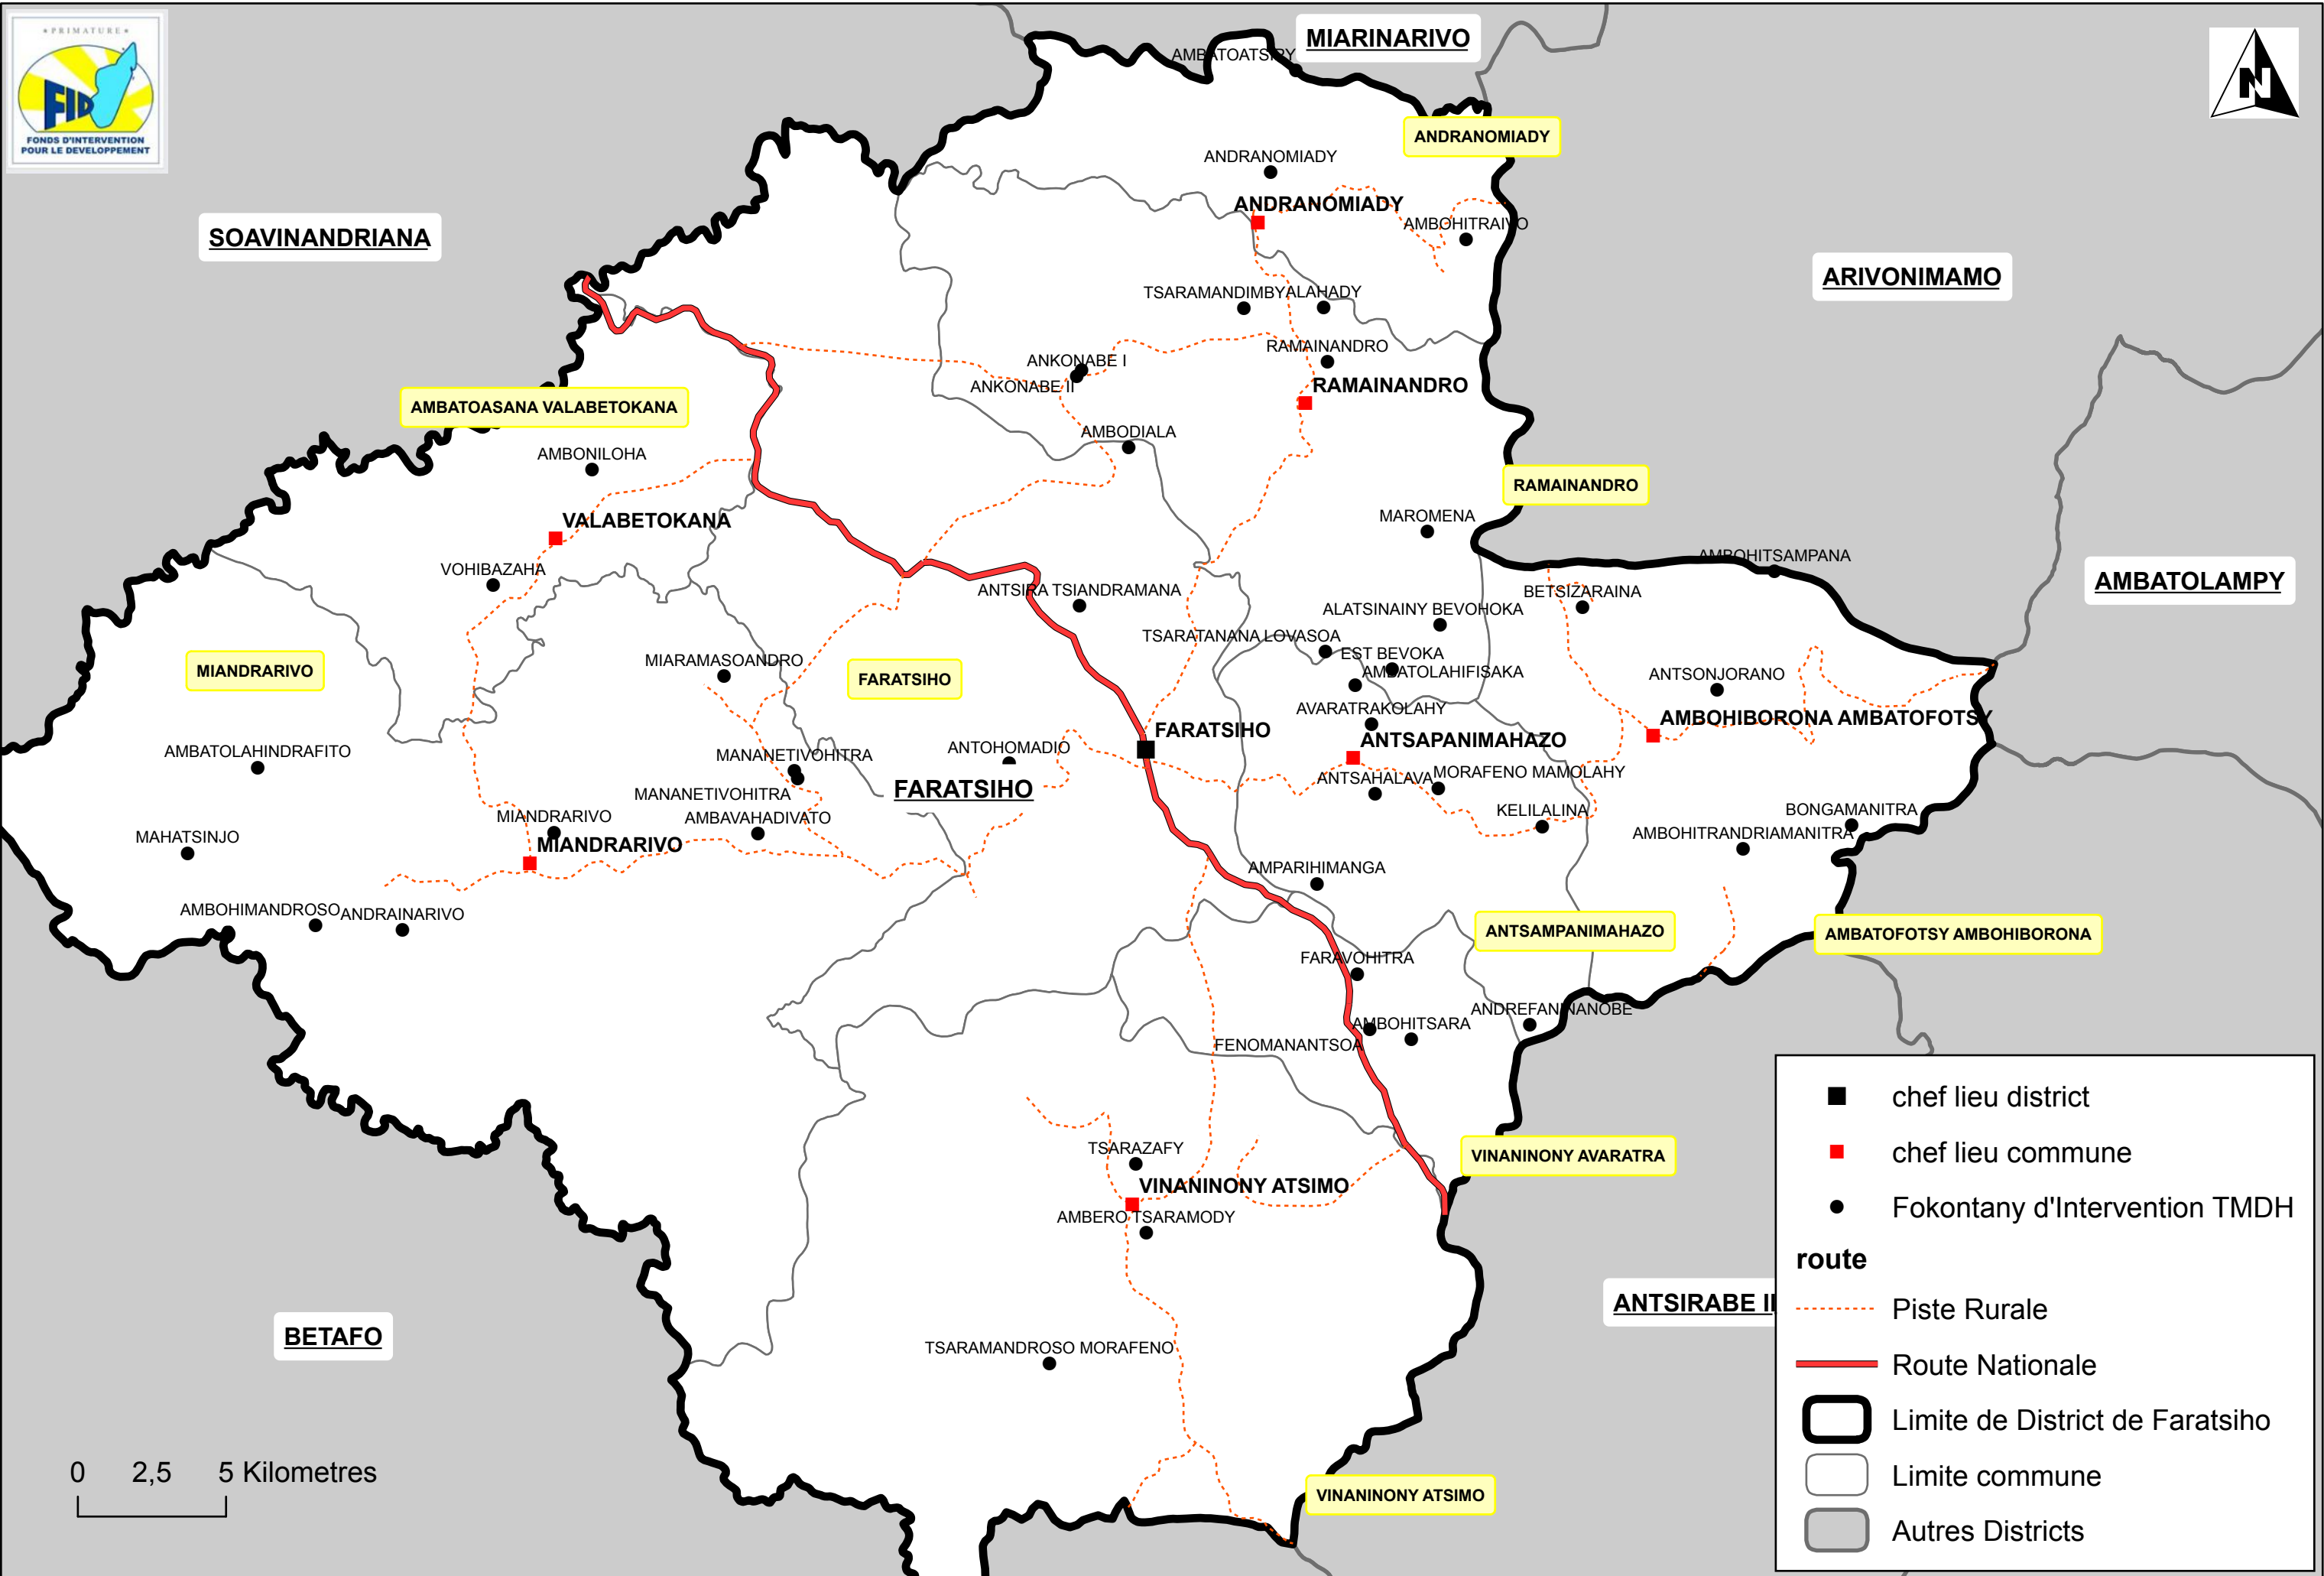 ★ PRIMATURE ★
FID
FONDS D'INTERVENTION
POUR LE DEVELOPPEMENT
MIARINARIVO
AMBATOATSIPY
N
ANDRANOMIADY
ANDRANOMIADY
ANDRANOMIADY
AMBOHITRAIVO
SOAVINANDRIANA
ARIVONIMAMO
TSARAMANDIMBY
ALAHADY
RAMAINANDRO
ANKONABE I
ANKONABE II
RAMAINANDRO
AMBATOASANA VALABETOKANA
AMBODIALA
AMBONILOHA
RAMAINANDRO
VALABETOKANA
MAROMENA
AMBOHITSAMPANA
VOHIBAZAHA
AMBATOLAMPY
ANTSIRA TSIANDRAMANA
BETSIZARAINA
ALATSINAINY BEVOHOKA
TSARATANANA LOVASOA
EST BEVOKA
MIANDRARIVO
MIARAMASOANDRO
FARATSIHO
AMBATOLAHIFISAKA
ANTSONJORANO
AVARATRAKOLAHY
AMBOHIBORONA AMBATOFOTSY
FARATSIHO
ANTSAPANIMAHAZO
AMBATOLAHINDRAFITO
MANANETIVOHITRA
ANTOHOMADIO
ANTSAHALAVA
MORAFENO MAMOLAHY
FARATSIHO
MANANETIVOHITRA
MIANDRARIVO
AMBAVAHADIVATO
KELILALINA
BONGAMANITRA
MAHATSINJO
MIANDRARIVO
AMBOHITRANDRIAMANITRA
AMPARIHIMANGA
AMBOHIMANDROSO
ANDRAINARIVO
ANTSAMPANIMAHAZO
AMBATOFOTSY AMBOHIBORONA
FARAVOHITRA
ANDREFANINANOBE
AMBOHITSARA
FENOMANANTSOA
TSARAZAFY
VINANINONY AVARATRA
VINANINONY ATSIMO
AMBERO TSARAMODY
ANTSIRABE II
BETAFO
TSARAMANDROSO MORAFENO
VINANINONY ATSIMO
0 2,5 5 Kilometres
chef lieu district
chef lieu commune
Fokontany d'Intervention TMDH
route
Piste Rurale
Route Nationale
Limite de District de Faratsiho
Limite commune
Autres Districts